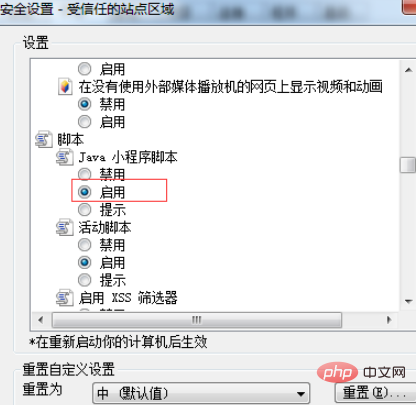 安全设置 - 受信任的站点区域
设置
启用
在没有使用外部媒体播放机的网页上显示视频和动画
禁用
启用
脚本
Java 小程序脚本
禁用
启用
提示
活动脚本
禁用
启用
提示
启用 XSS 筛选器
*在重新启动你的计算机后生效
重置自定义设置
重置为
中 (默认值)
重置(E)...
php 中文网